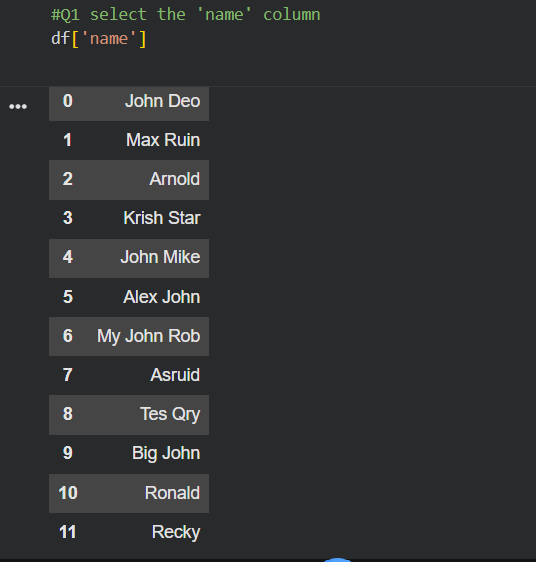 #Q1 select the 'name' column
df['name']
0 John Deo
1 Max Ruin
2 Arnold
3 Krish Star
4 John Mike
5 Alex John
6 My John Rob
7 Asruid
8 Tes Qry
9 Big John
10 Ronald
11 Recky